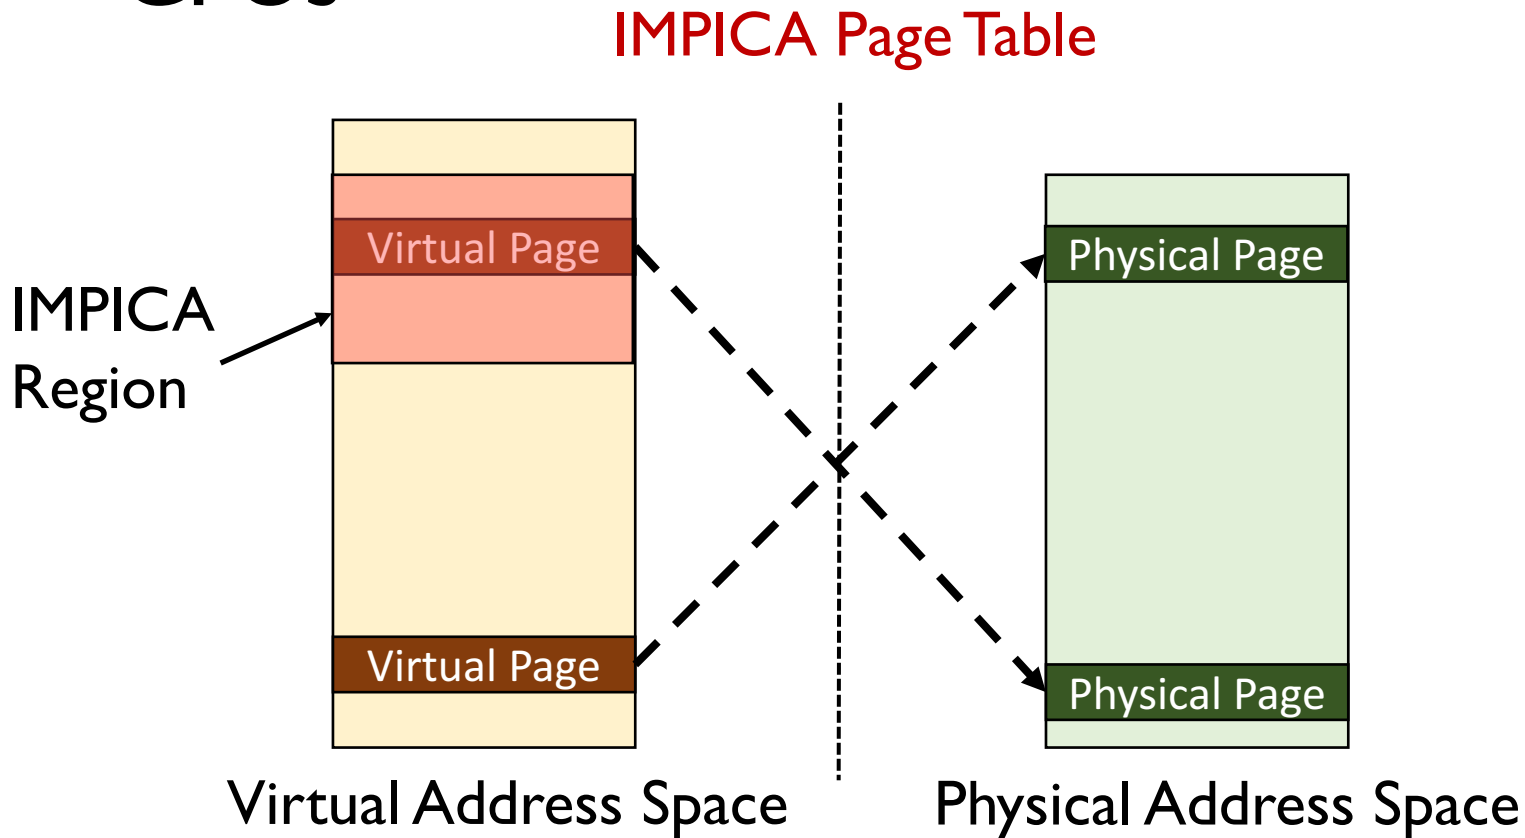 IMPICA Page Table
Virtual Page
Physical Page
IMPICA
Region
Virtual Page
Physical Page
Virtual Address Space
Physical Address Space